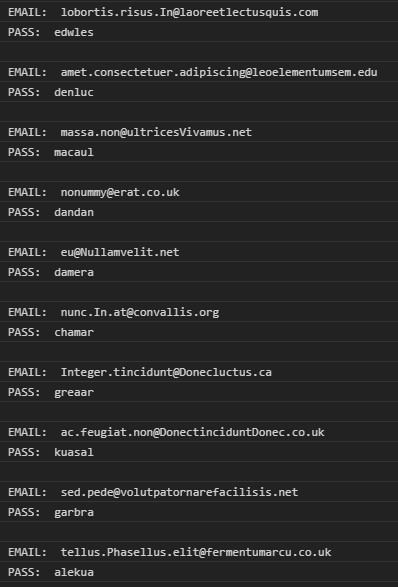 EMAIL: lobortis.risus.In@laoreetlectusquis.com
PASS: edwles
EMAIL: amet.consectetuer.adipiscing@leoelementumsem.edu
PASS: denluc
EMAIL: massa.non@ultricesVivamus.net
PASS: macaul
EMAIL: nonummy@erat.co.uk
PASS: dandan
EMAIL: eu@Nullamvelit.net
PASS: damera
EMAIL: nunc.In.at@convallis.org
PASS: chamar
EMAIL: Integer.tincidunt@Donecluctus.ca
PASS: greaar
EMAIL: ac.feugiat.non@DonectinciduntDonec.co.uk
PASS: kuasal
EMAIL: sed.pede@volutpatornarefacilisis.net
PASS: garbra
EMAIL: tellus.Phasellus.elit@fermentumarcu.co.uk
PASS: alekua